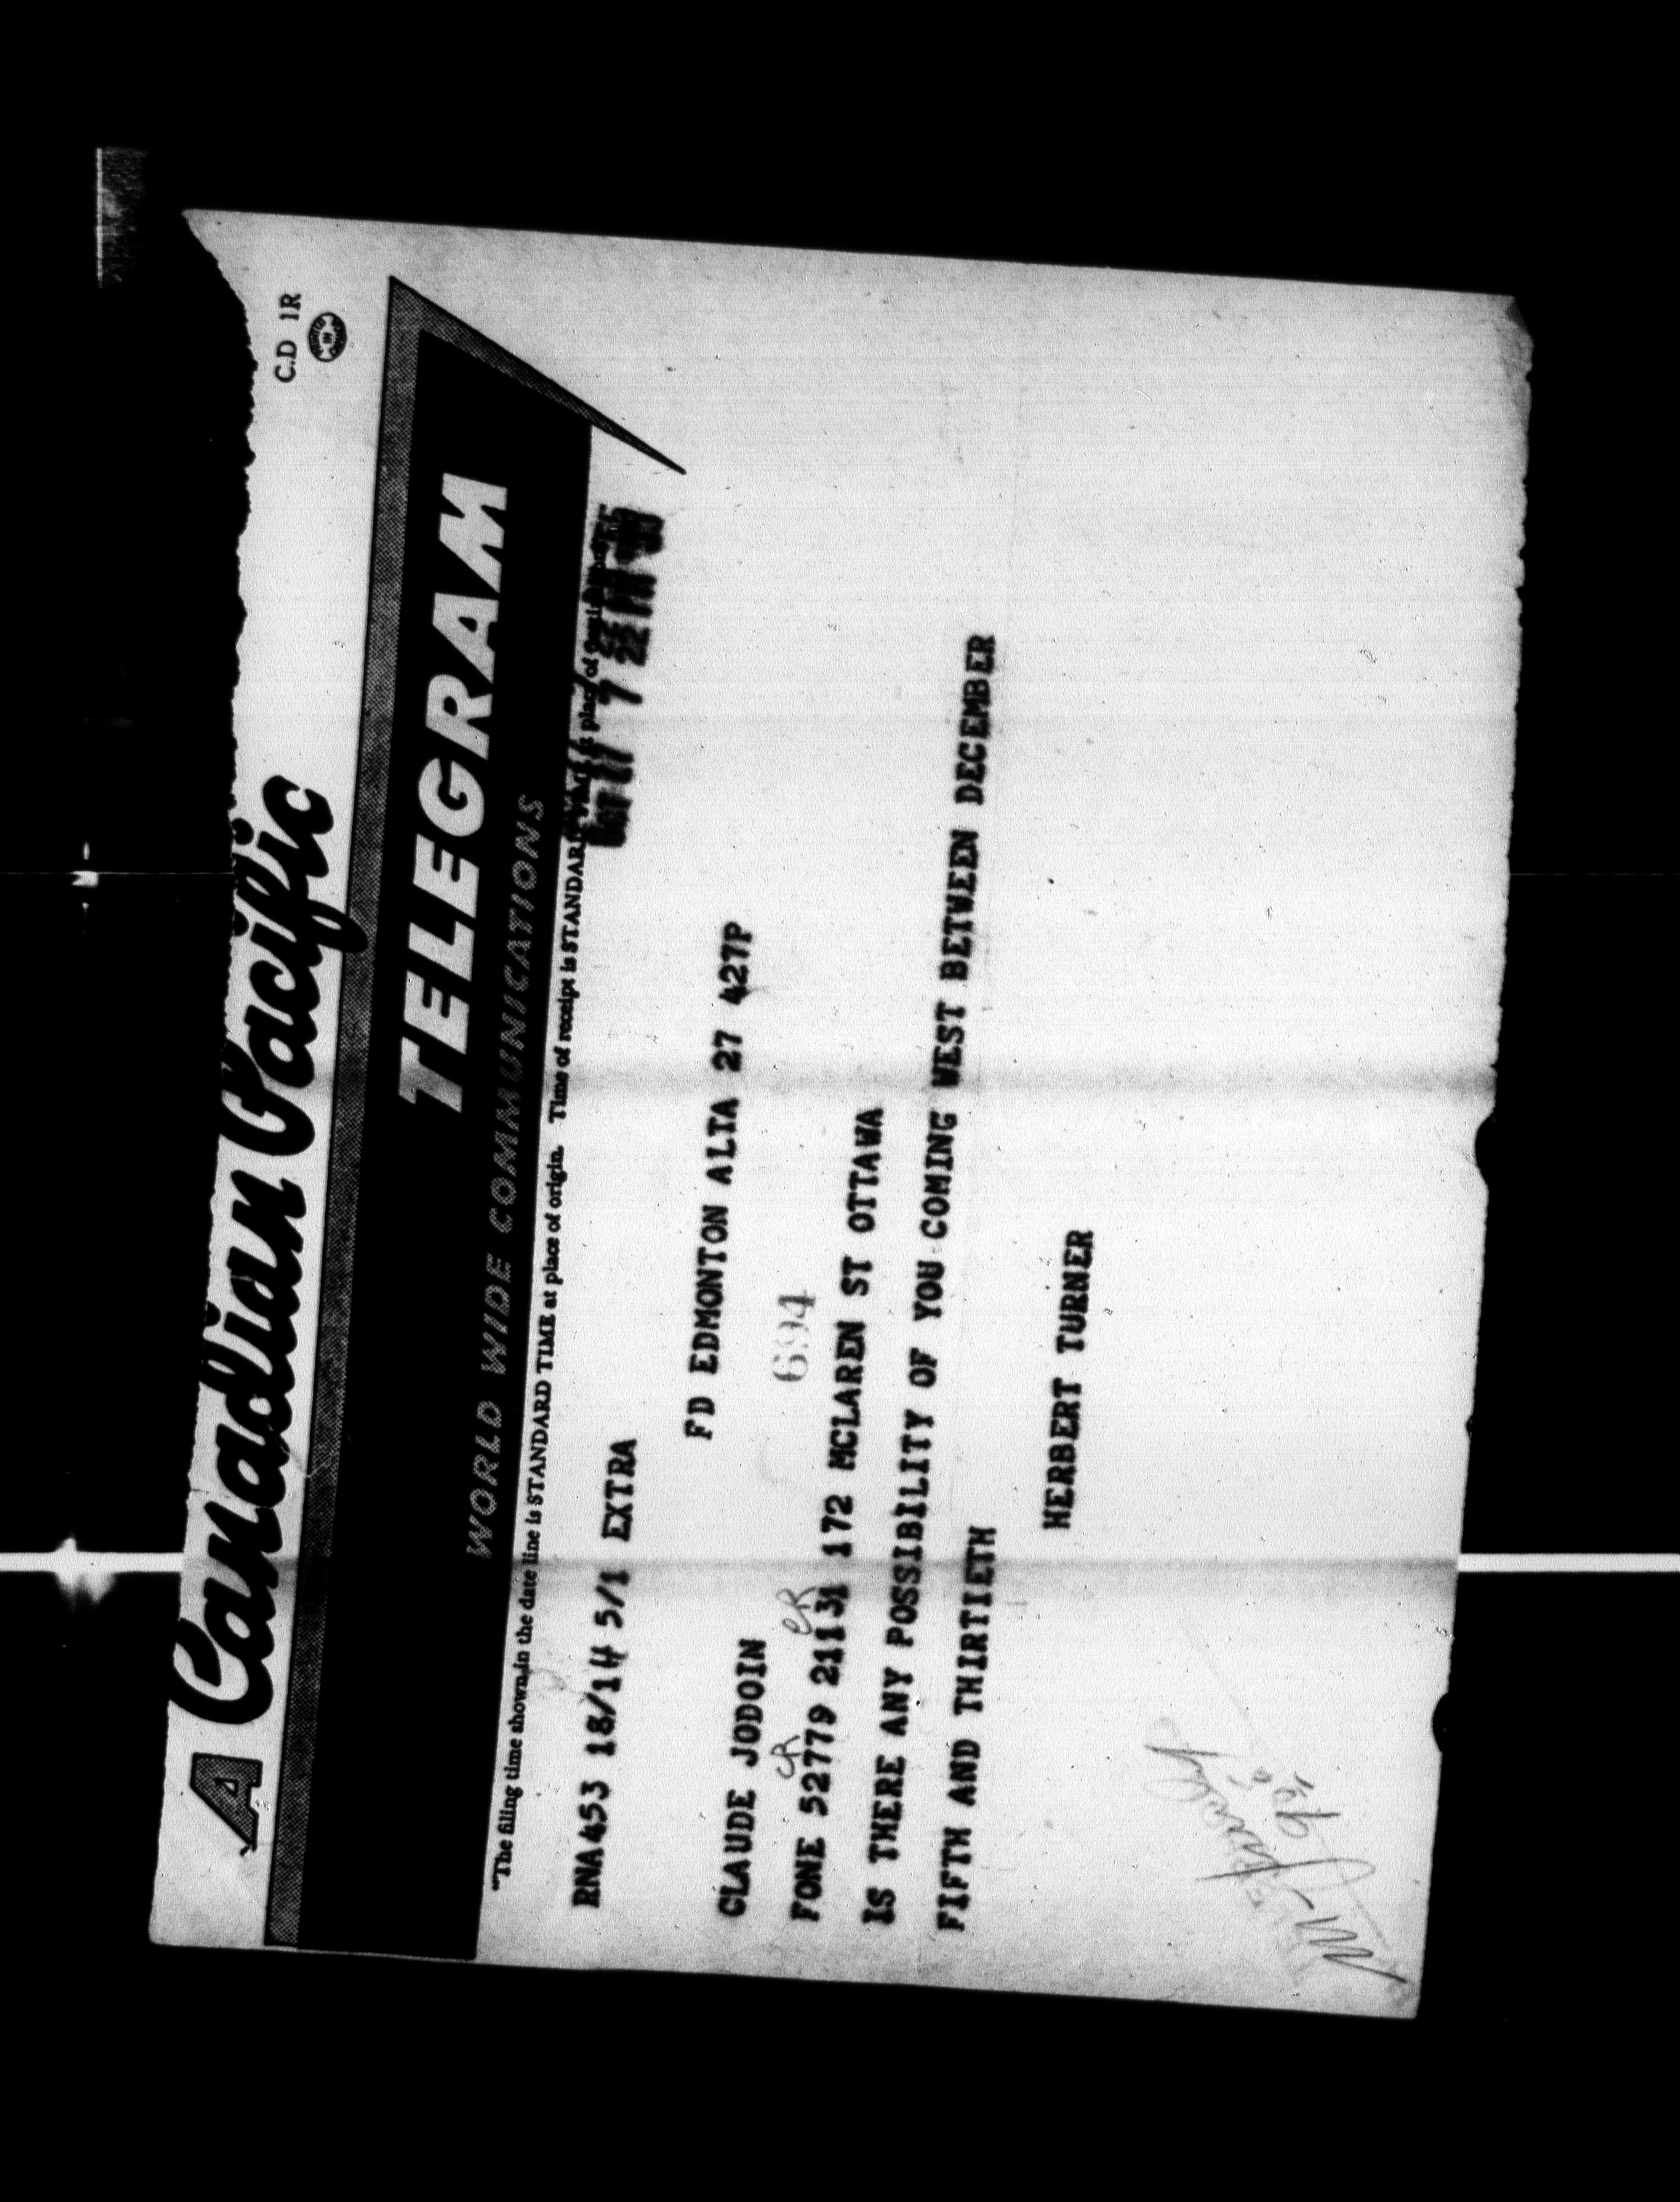 A Canadian Pacific
C.D 1R
TELEGRAM
WORLD WIDE COMMUNICATIONS
"The filing time shown in the date line is STANDARD TIME at place of origin. Time of receipt is STANDARD TIME at place of
RNA453 18/14 5/1 EXTRA
FD EDMONTON ALTA 27 427P
CLAUDE JODOIN
694
CR CR
FONE 52779 21131 172 MCLAREN ST OTTAWA
IS THERE ANY POSSIBILITY OF YOU COMING WEST BETWEEN DECEMBER
FIFTH AND THIRTIETH
HERBERT TURNER